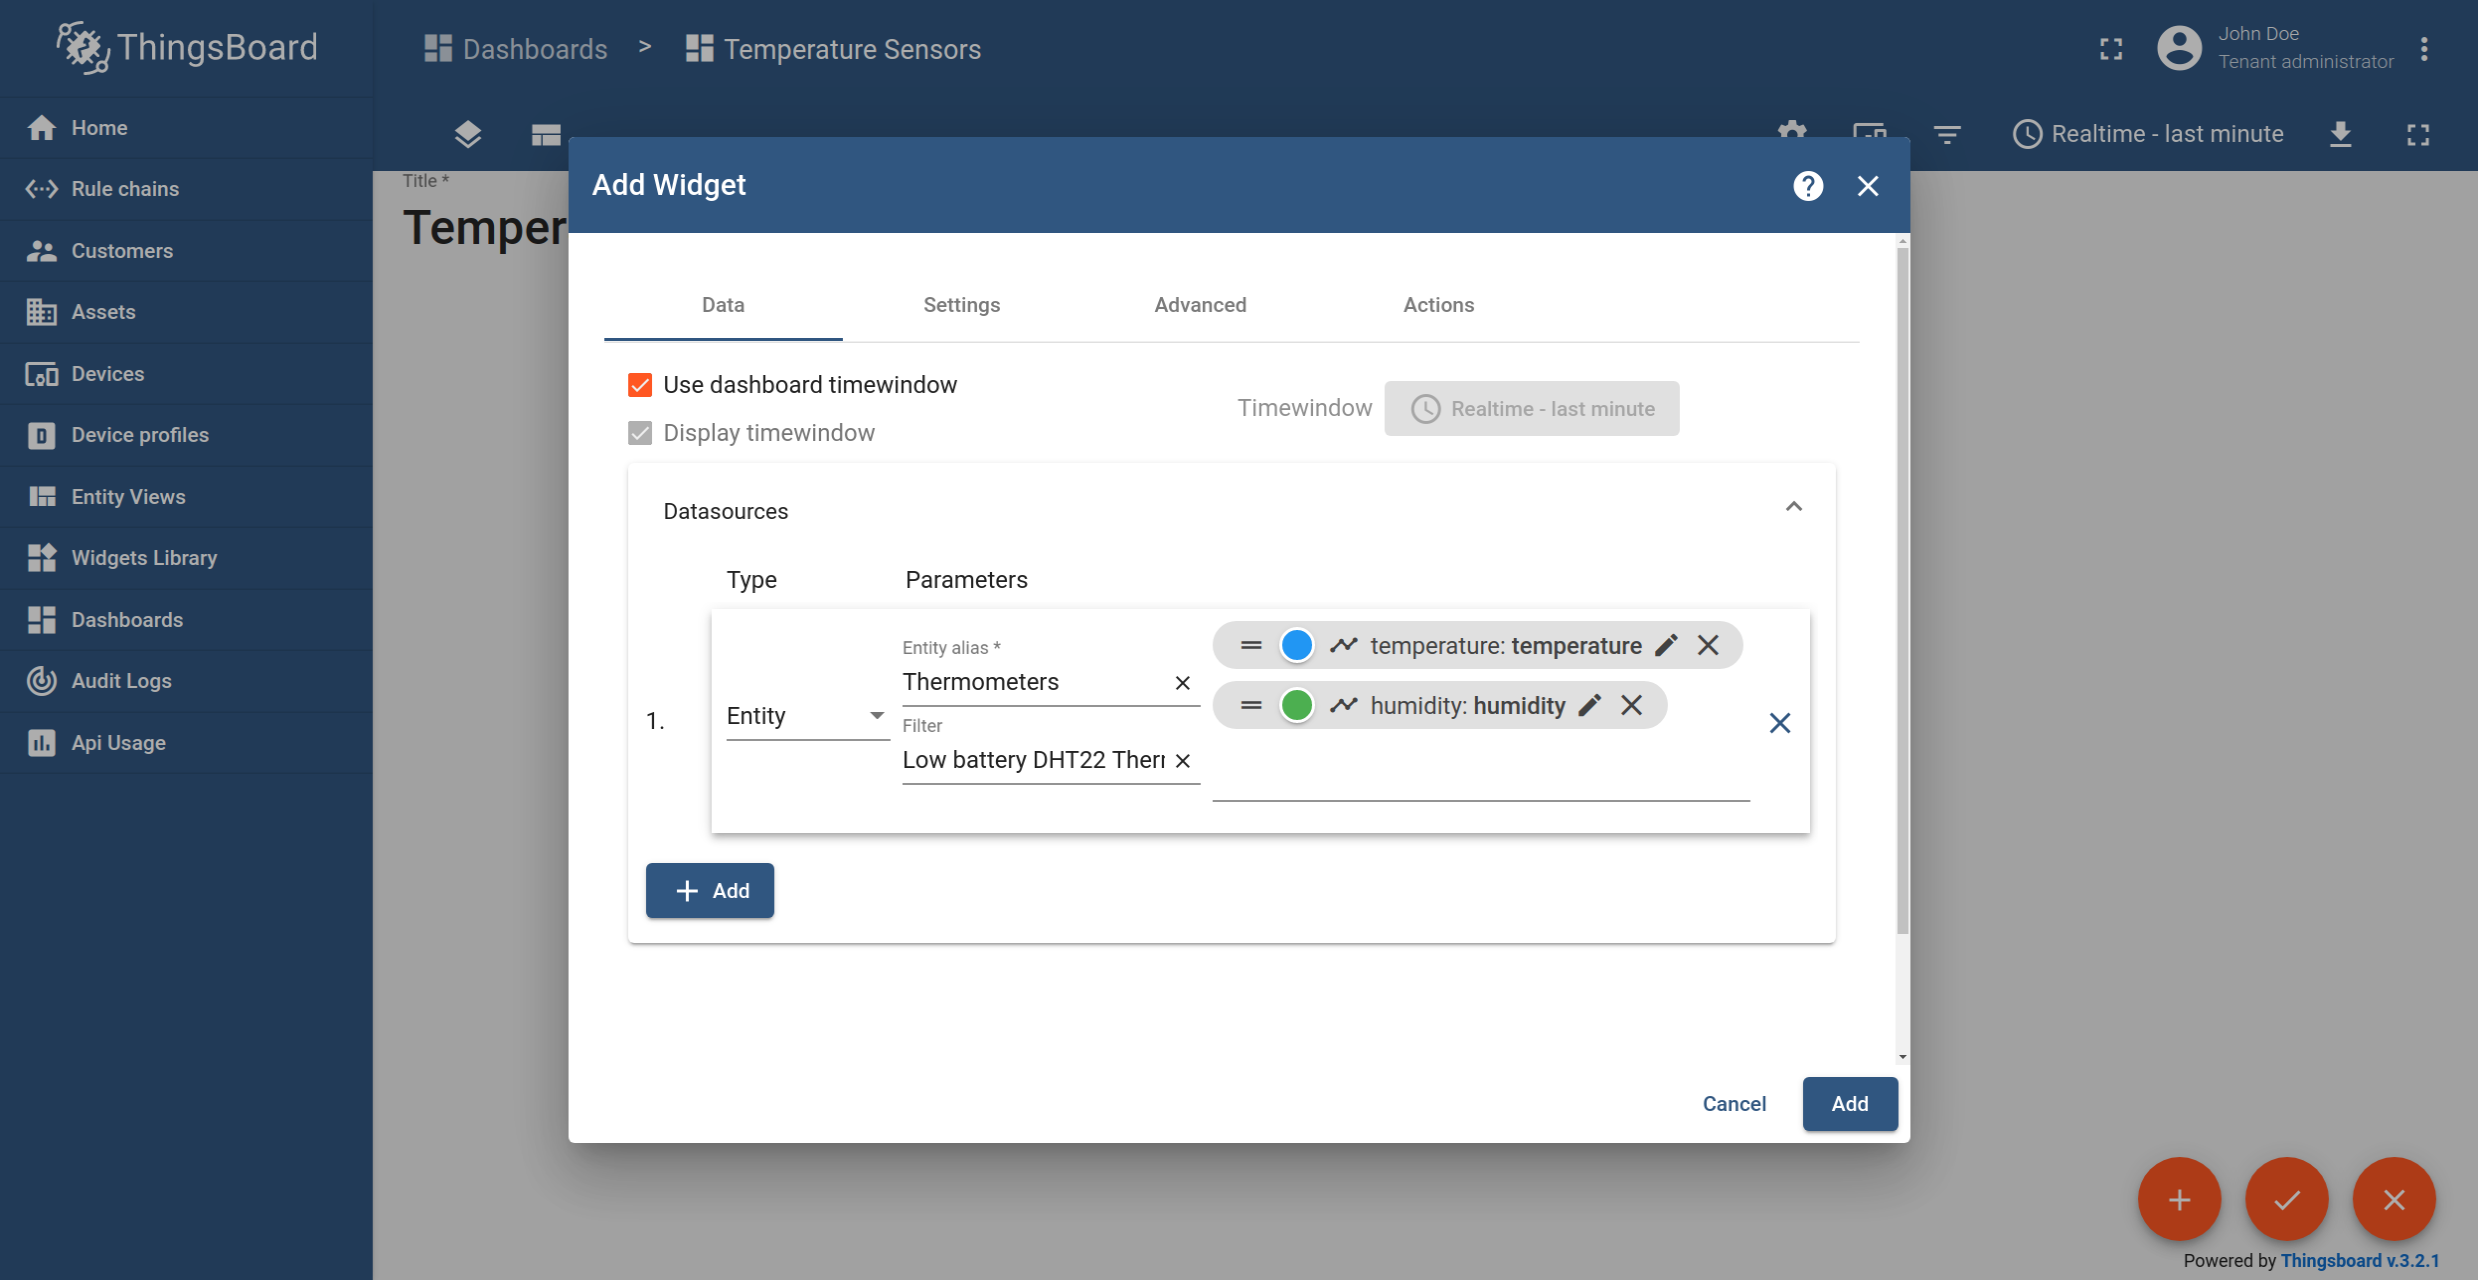 ThingsBoard
Dashboards > Temperature Sensors
John Doe
Tenant administrator
Home
Rule chains
Customers
Assets
Devices
Device profiles
Entity Views
Widgets Library
Dashboards
Audit Logs
Api Usage
Realtime - last minute
Title *
Temper
Add Widget
Data Settings Advanced Actions
Use dashboard timewindow
Display timewindow
Timewindow Realtime - last minute
Datasources
Type Parameters
1.
Entity
Entity alias *
Thermometers
Filter
Low battery DHT22 Ther
temperature: temperature
humidity: humidity
Add
Cancel Add
Powered by Thingsboard v.3.2.1